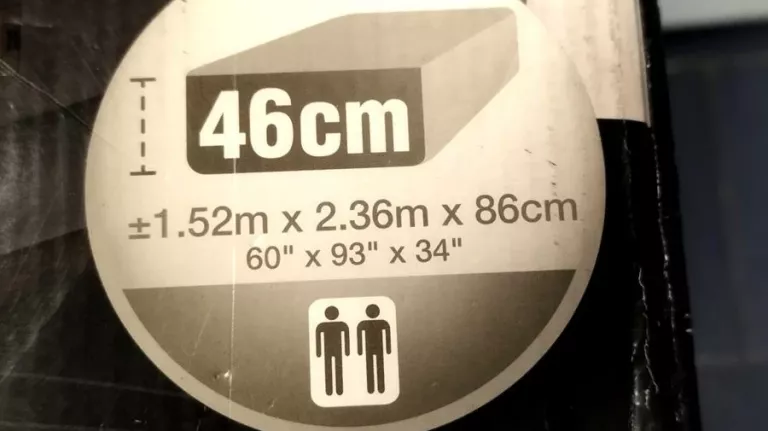 46cm
±1.52m x 2.36m x 86cm
60" x 93" x 34"